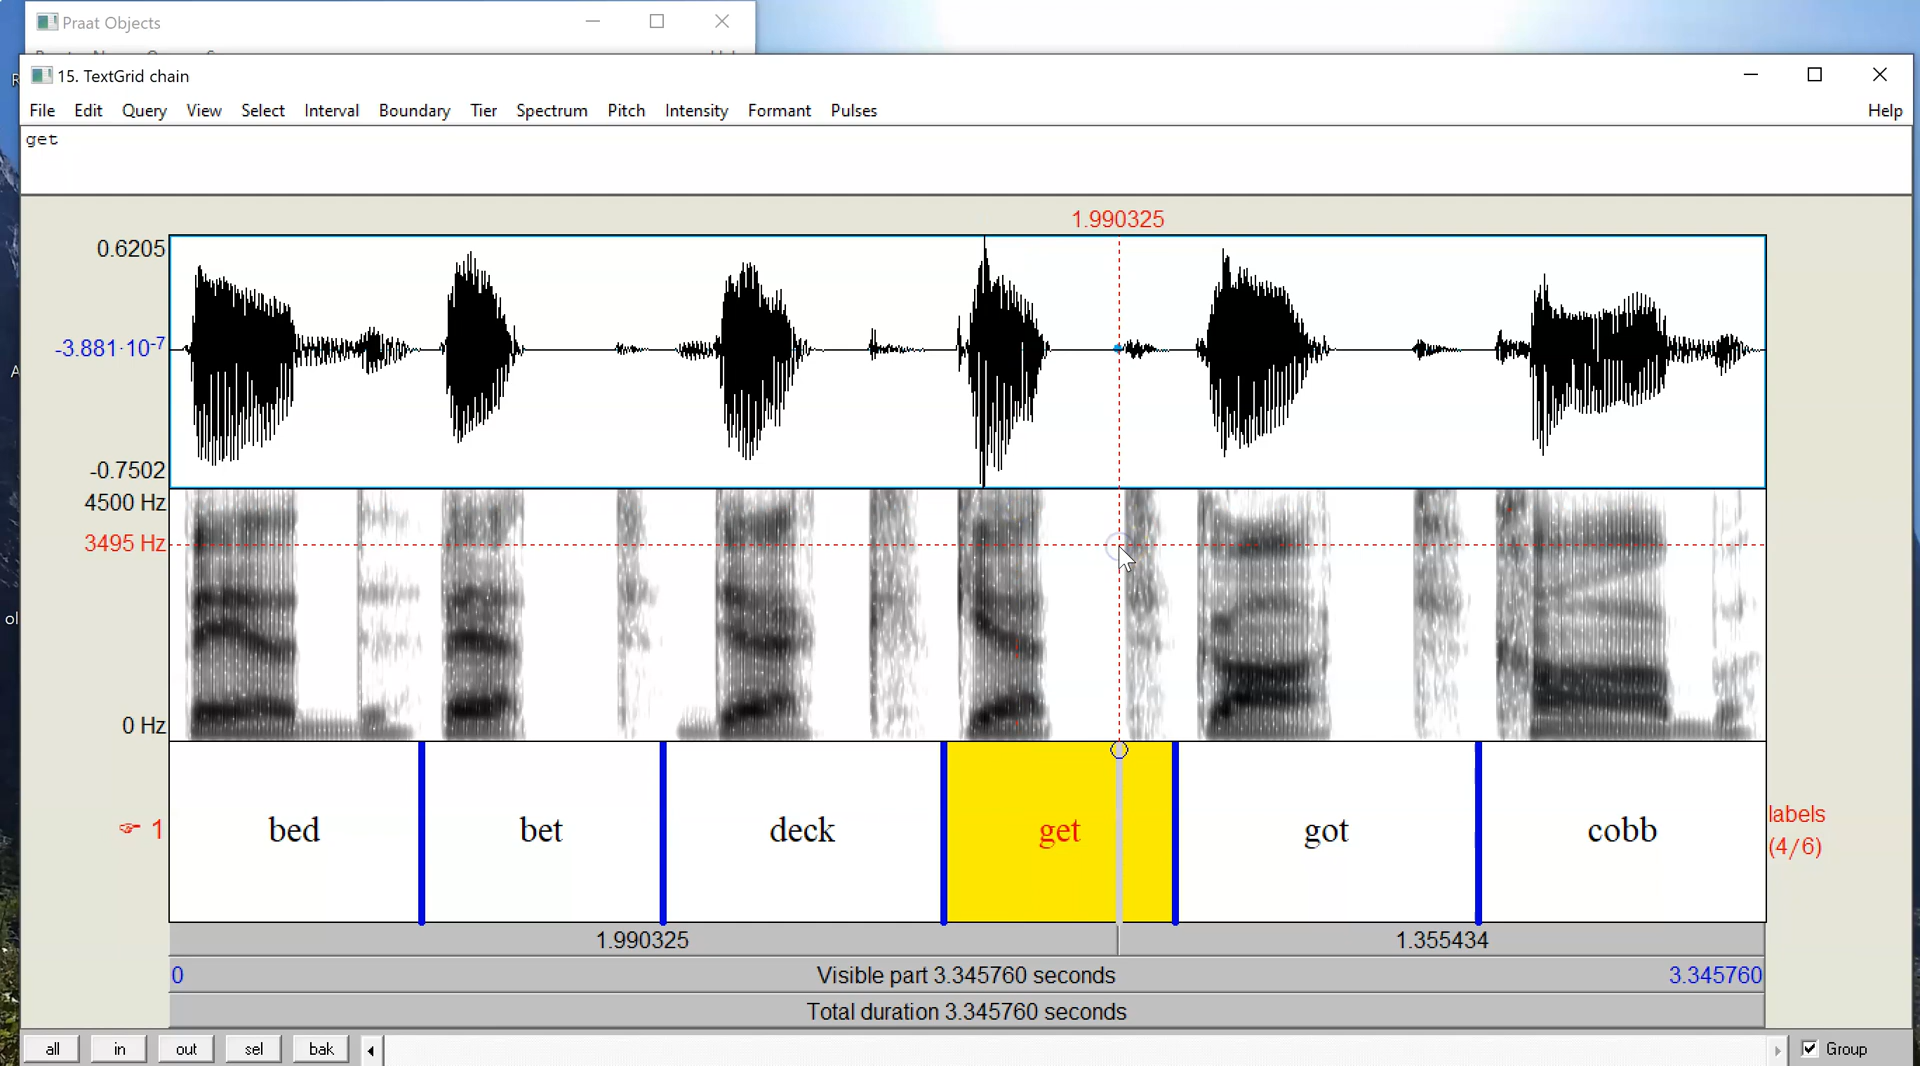 Praat Objects
15. TextGrid chain
File Edit Query View Select Interval Boundary Tier Spectrum Pitch Intensity Formant Pulses Help
get
1.990325
0.6205
-3.881·10-7
-0.7502
4500 Hz
3495 Hz
0 Hz
☞ 1 bed bet deck get got cobb labels
(4/6)
1.990325 1.355434
0 Visible part 3.345760 seconds 3.345760
Total duration 3.345760 seconds
all in out sel bak Group